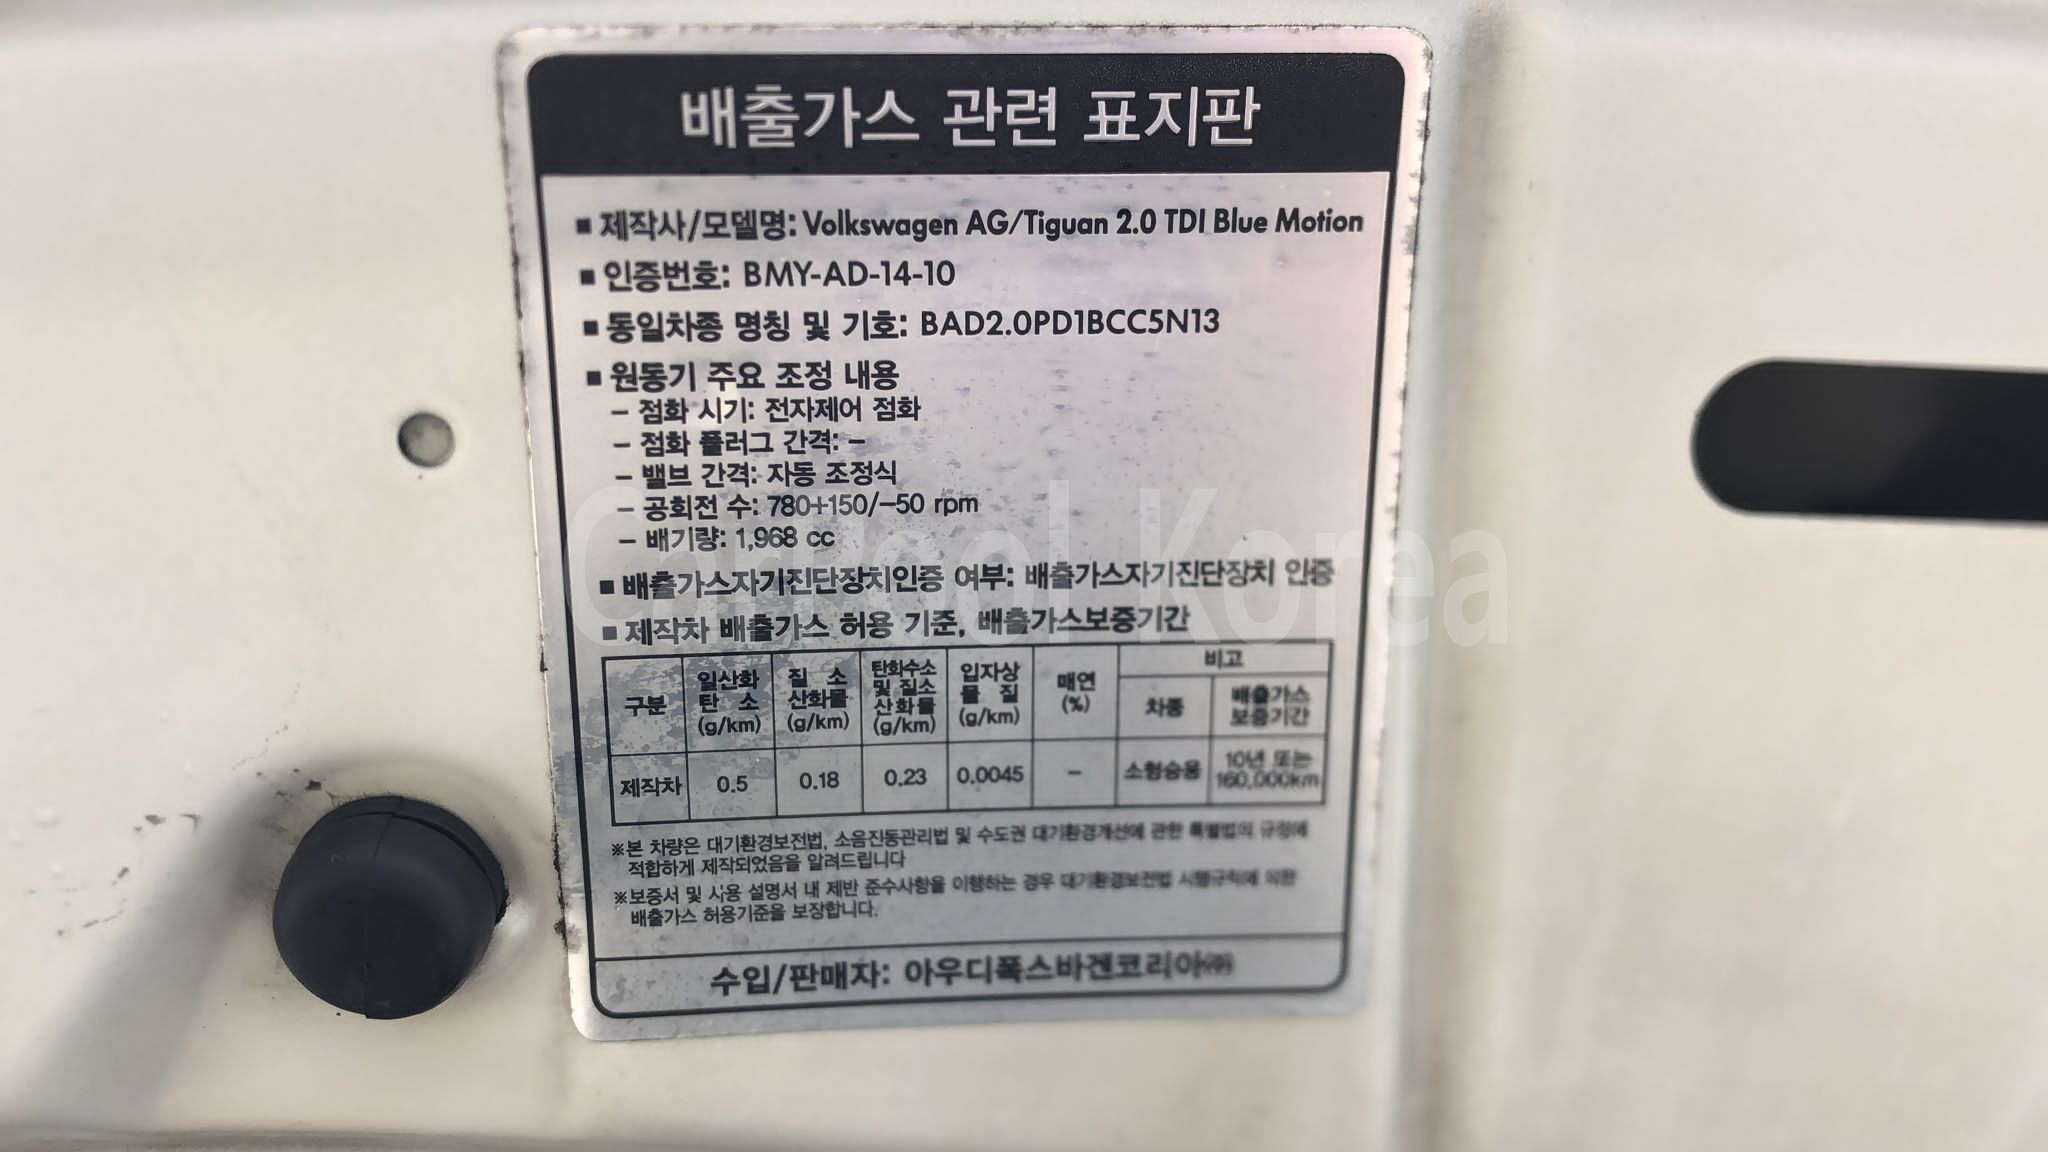 배출가스 관련 표지판
■ 제작사/모델명: Volkswagen AG/Tiguan 2.0 TDI Blue Motion
■ 인증번호: BMY-AD-14-10
■ 동일차종 명칭 및 기호: BAD2.0PD1BCC5N13
■ 원동기 주요 조정 내용
– 점화 시기: 전자제어 점화
– 점화 플러그 간격: –
– 밸브 간격: 자동 조정식
– 공회전 수: 780+150/–50 rpm
– 배기량: 1,968 cc
■ 배출가스자기진단장치인증 여부: 배출가스자기진단장치 인증
■ 제작차 배출가스 허용 기준, 배출가스보증기간
구분 일산화탄소 (g/km) 질소산화물 (g/km) 탄화수소 및 질소산화물 (g/km) 입자상물질 (g/km) 매연 (%) 비고
차종 배출가스 보증기간
제작차 0.5 0.18 0.23 0.0045 – 소형승용 10년 또는 160,000km
※본 차량은 대기환경보전법, 소음진동관리법 및 수도권 대기환경개선에 관한 특별법의 규정에
적합하게 제작되었음을 알려드립니다
※보증서 및 사용 설명서 내 제반 준수사항을 이행하는 경우 대기환경보전법 시행규칙에 의한
배출가스 허용기준을 보장합니다.
수입/판매자: 아우디폭스바겐코리아㈜
CarPool Korea